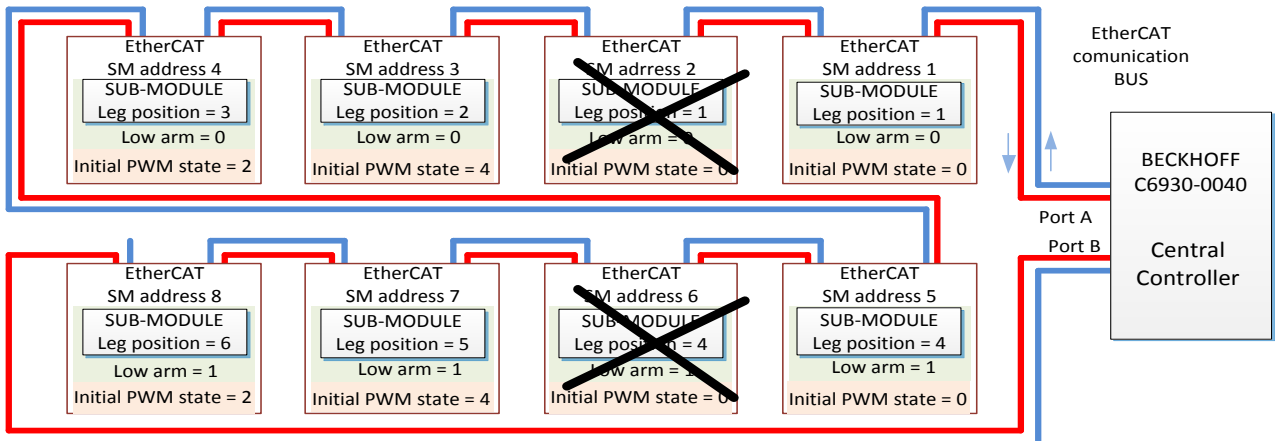 EtherCAT
SM address 4
SUB-MODULE
Leg position = 3
Low arm = 0
Initial PWM state = 2
EtherCAT
SM address 3
SUB-MODULE
Leg position = 2
Low arm = 0
Initial PWM state = 4
EtherCAT
SM adrress 2
SUB-MODULE
Leg position = 1
Low arm = 0
Initial PWM state = 0
EtherCAT
SM address 1
SUB-MODULE
Leg position = 1
Low arm = 0
Initial PWM state = 0
EtherCAT
comunication
BUS
BECKHOFF
C6930-0040
Central
Controller
Port A
Port B
EtherCAT
SM address 8
SUB-MODULE
Leg position = 6
Low arm = 1
Initial PWM state = 2
EtherCAT
SM address 7
SUB-MODULE
Leg position = 5
Low arm = 1
Initial PWM state = 4
EtherCAT
SM address 6
SUB-MODULE
Leg position = 4
Low arm = 1
Initial PWM state = 0
EtherCAT
SM address 5
SUB-MODULE
Leg position = 4
Low arm = 1
Initial PWM state = 0